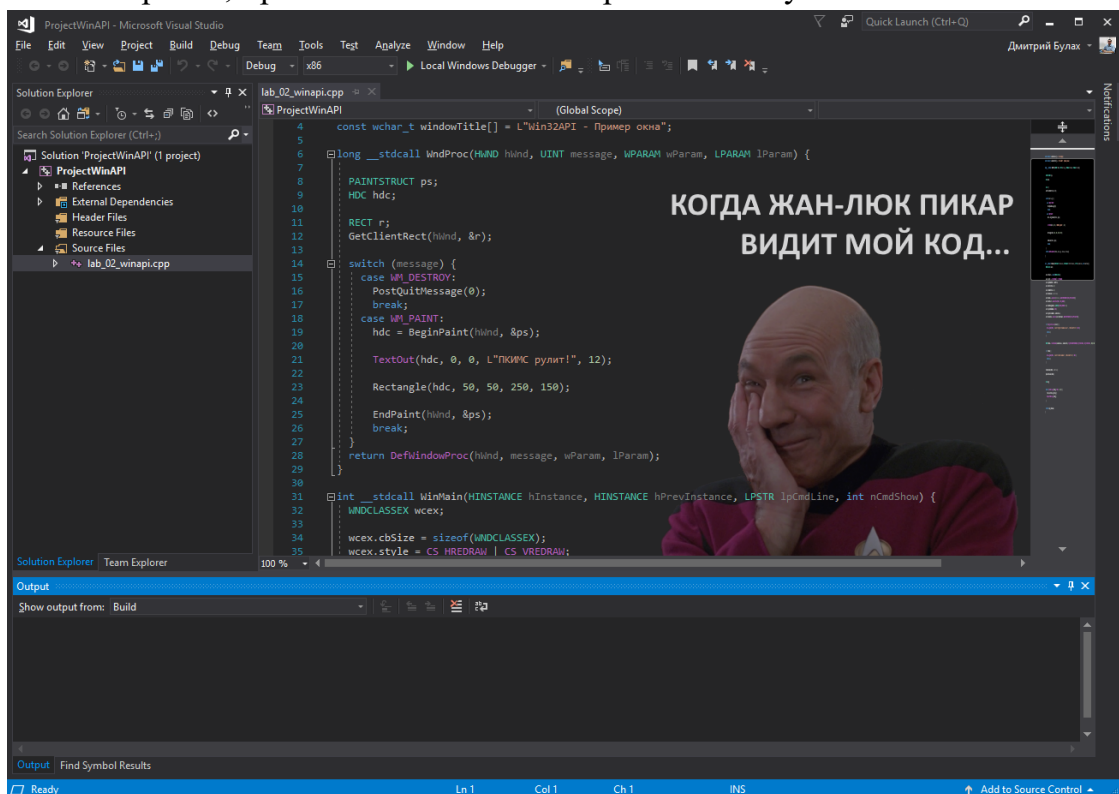 ProjectWinAPI - Microsoft Visual Studio
Quick Launch (Ctrl+Q)
File Edit View Project Build Debug Team Tools Test Analyze Window Help
Дмитрий Булах
Debug x86 Local Windows Debugger
Solution Explorer
lab_02_winapi.cpp
Notifications
ProjectWinAPI
(Global Scope)
Search Solution Explorer (Ctrl+;)
Solution 'ProjectWinAPI' (1 project)
ProjectWinAPI
References
External Dependencies
Header Files
Resource Files
Source Files
lab_02_winapi.cpp
4 const wchar_t windowTitle[] = L"Win32API - Пример окна";
5
6 long __stdcall WndProc(HWND hWnd, UINT message, WPARAM wParam, LPARAM lParam) {
7
8 PAINTSTRUCT ps;
9 HDC hdc;
10
11 RECT r;
12 GetClientRect(hWnd, &r);
13
14 switch (message) {
15 case WM_DESTROY:
16 PostQuitMessage(0);
17 break;
18 case WM_PAINT:
19 hdc = BeginPaint(hWnd, &ps);
20
21 TextOut(hdc, 0, 0, L"ПКИМС рулит!", 12);
22
23 Rectangle(hdc, 50, 50, 250, 150);
24
25 EndPaint(hWnd, &ps);
26 break;
27 }
28 return DefWindowProc(hWnd, message, wParam, lParam);
29 }
30
31 int __stdcall WinMain(HINSTANCE hInstance, HINSTANCE hPrevInstance, LPSTR lpCmdLine, int nCmdShow) {
32 WNDCLASSEX wcex;
33
34 wcex.cbSize = sizeof(WNDCLASSEX);
35 wcex.style = CS_HREDRAW | CS_VREDRAW;
КОГДА ЖАН-ЛЮК ПИКАР
ВИДИТ МОЙ КОД...
Solution Explorer Team Explorer
100 %
Output
Show output from: Build
Output Find Symbol Results
Ready Ln 1 Col 1 Ch 1 INS Add to Source Control